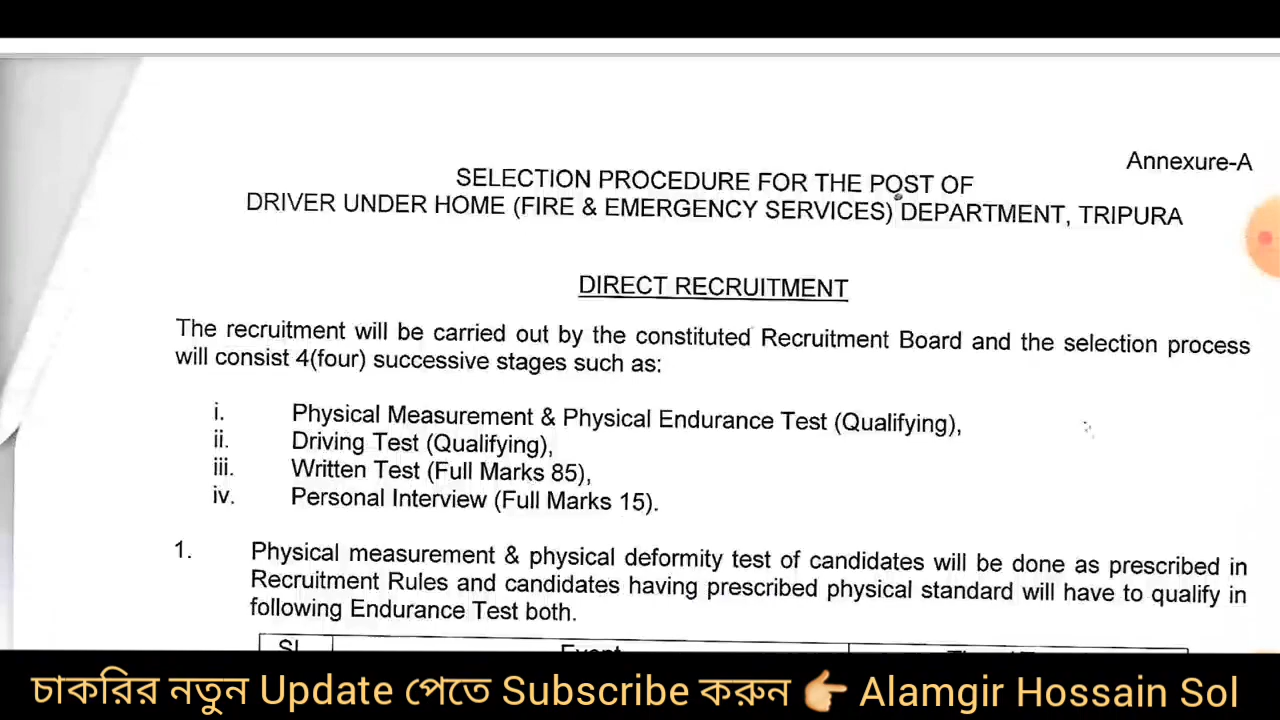 Annexure-A
SELECTION PROCEDURE FOR THE POST OF
DRIVER UNDER HOME (FIRE & EMERGENCY SERVICES) DEPARTMENT, TRIPURA
DIRECT RECRUITMENT
The recruitment will be carried out by the constituted Recruitment Board and the selection process
will consist 4(four) successive stages such as:
i. Physical Measurement & Physical Endurance Test (Qualifying),
ii. Driving Test (Qualifying),
iii. Written Test (Full Marks 85),
iv. Personal Interview (Full Marks 15).
1. Physical measurement & physical deformity test of candidates will be done as prescribed in
Recruitment Rules and candidates having prescribed physical standard will have to qualify in
following Endurance Test both.
Sl Event
চাকরির নতুন Update পেতে Subscribe করুন 👉 Alamgir Hossain Sol